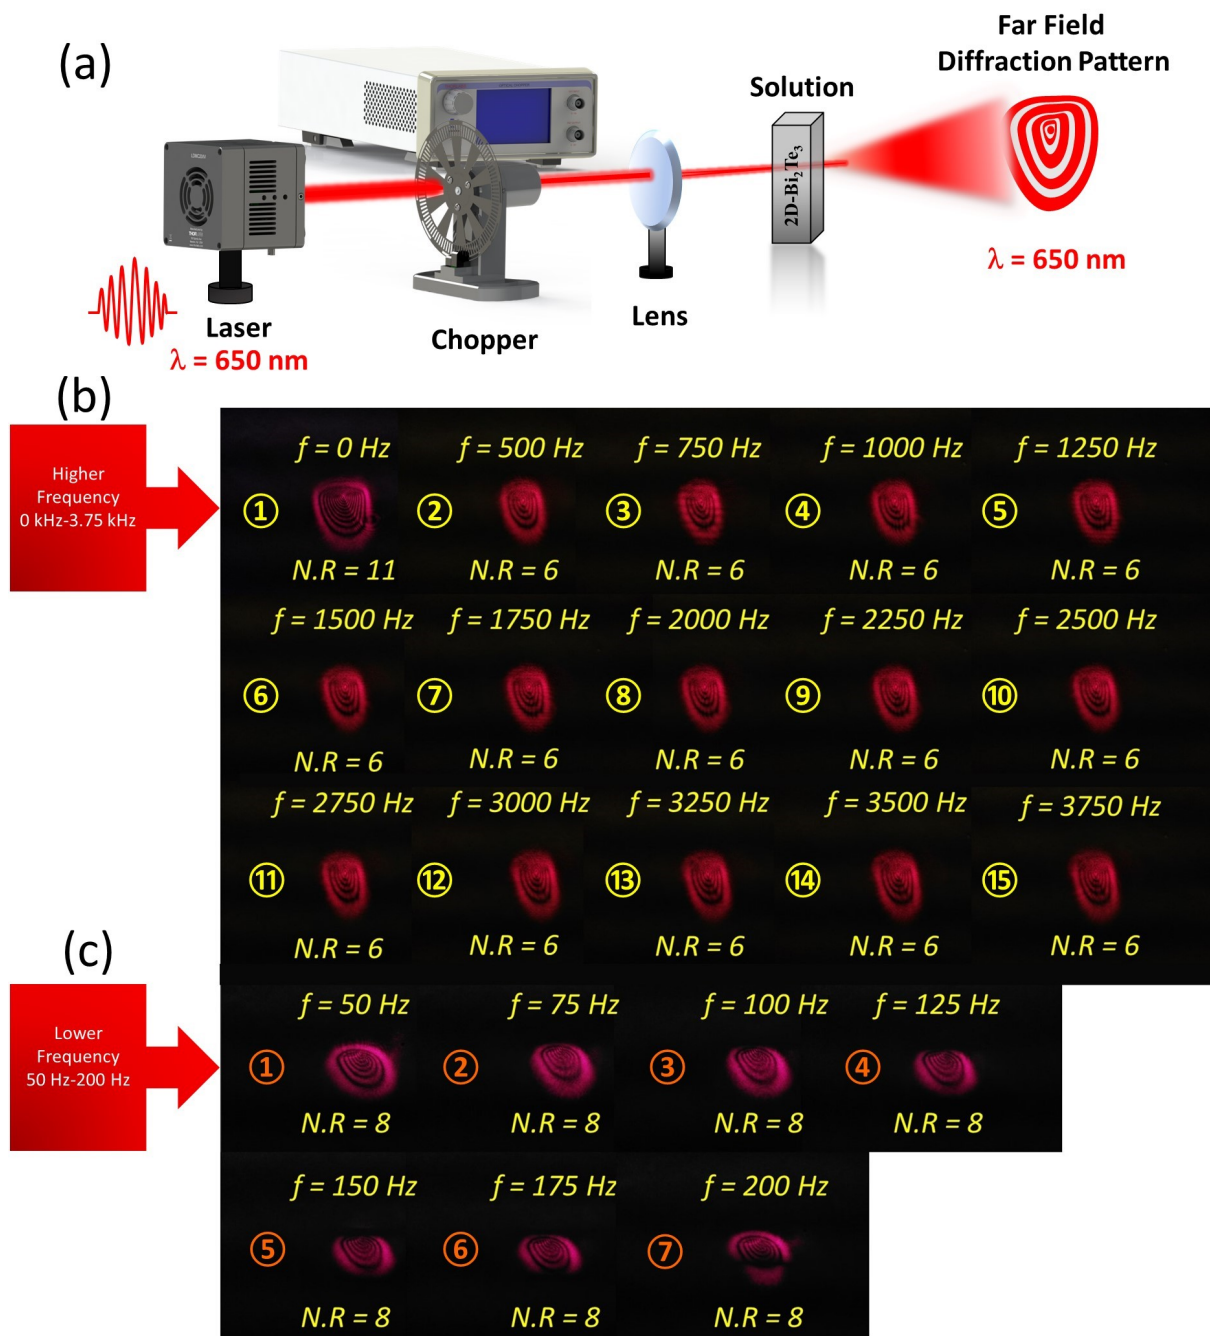 (a)
Far Field
Diffraction Pattern
Solution
2D-Bi2Te3
λ = 650 nm
Lens
Chopper
Laser
λ = 650 nm
(b)
Higher
Frequency
0 kHz-3.75 kHz
f = 0 Hz f = 500 Hz f = 750 Hz f = 1000 Hz f = 1250 Hz
① ② ③ ④ ⑤
N.R = 11 N.R = 6 N.R = 6 N.R = 6 N.R = 6
f = 1500 Hz f = 1750 Hz f = 2000 Hz f = 2250 Hz f = 2500 Hz
⑥ ⑦ ⑧ ⑨ ⑩
N.R = 6 N.R = 6 N.R = 6 N.R = 6 N.R = 6
f = 2750 Hz f = 3000 Hz f = 3250 Hz f = 3500 Hz f = 3750 Hz
⑪ ⑫ ⑬ ⑭ ⑮
N.R = 6 N.R = 6 N.R = 6 N.R = 6 N.R = 6
(c)
Lower
Frequency
50 Hz-200 Hz
f = 50 Hz f = 75 Hz f = 100 Hz f = 125 Hz
① ② ③ ④
N.R = 8 N.R = 8 N.R = 8 N.R = 8
f = 150 Hz f = 175 Hz f = 200 Hz
⑤ ⑥ ⑦
N.R = 8 N.R = 8 N.R = 8